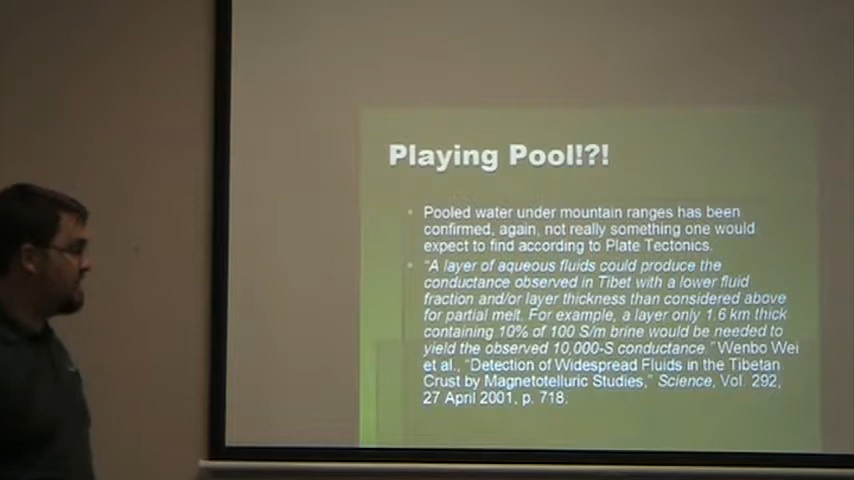 Playing Pool!?!
• Pooled water under mountain ranges has been
confirmed, again, not really something one would
expect to find according to Plate Tectonics.
• “A layer of aqueous fluids could produce the
conductance observed in Tibet with a lower fluid
fraction and/or layer thickness than considered above
for partial melt. For example, a layer only 1.6 km thick
containing 10% of 100 S/m brine would be needed to
yield the observed 10,000-S conductance.” Wenbo Wei
et al., “Detection of Widespread Fluids in the Tibetan
Crust by Magnetotelluric Studies,” Science, Vol. 292,
27 April 2001, p. 718.